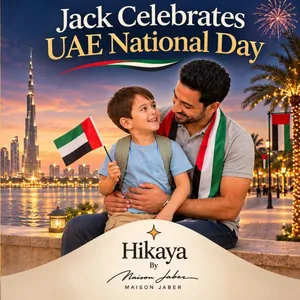 Jack Celebrates
UAE National Day
Hikaya
By
Maison Jaber
MAISON JABER